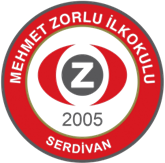 MEHMET ZORLU İLKOKULU
Z
2005
SERDİVAN